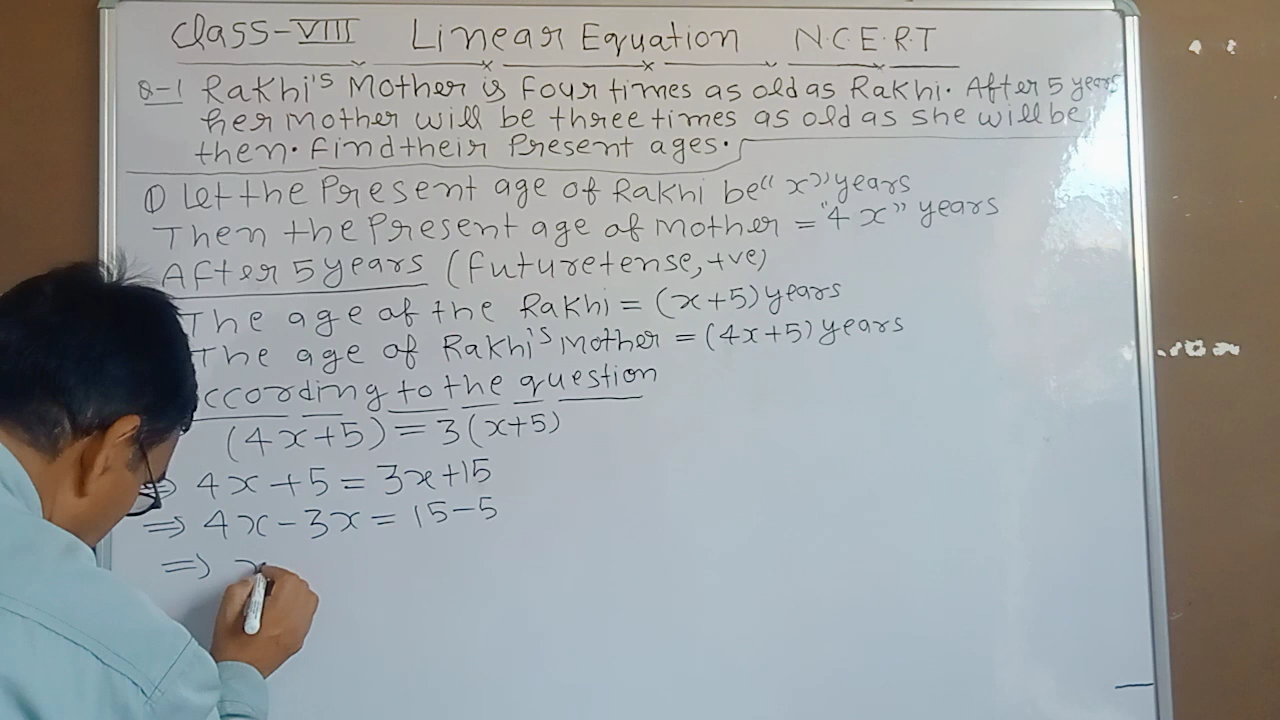 Class-VIII Linear Equation N.C.E.R.T
Q-1 Rakhi's Mother is four times as old as Rakhi. After 5 years
her mother will be three times as old as she will be
then. find their Present ages.
① Let the Present age of Rakhi be "x" years
Then the Present age of mother = "4x" years
After 5 years (future tense, +ve)
The age of the Rakhi = (x+5) years
The age of Rakhi's Mother = (4x+5) years
ccording to the question
(4x+5) = 3(x+5)
⇒ 4x+5 = 3x+15
⇒ 4x-3x = 15-5
⇒ x